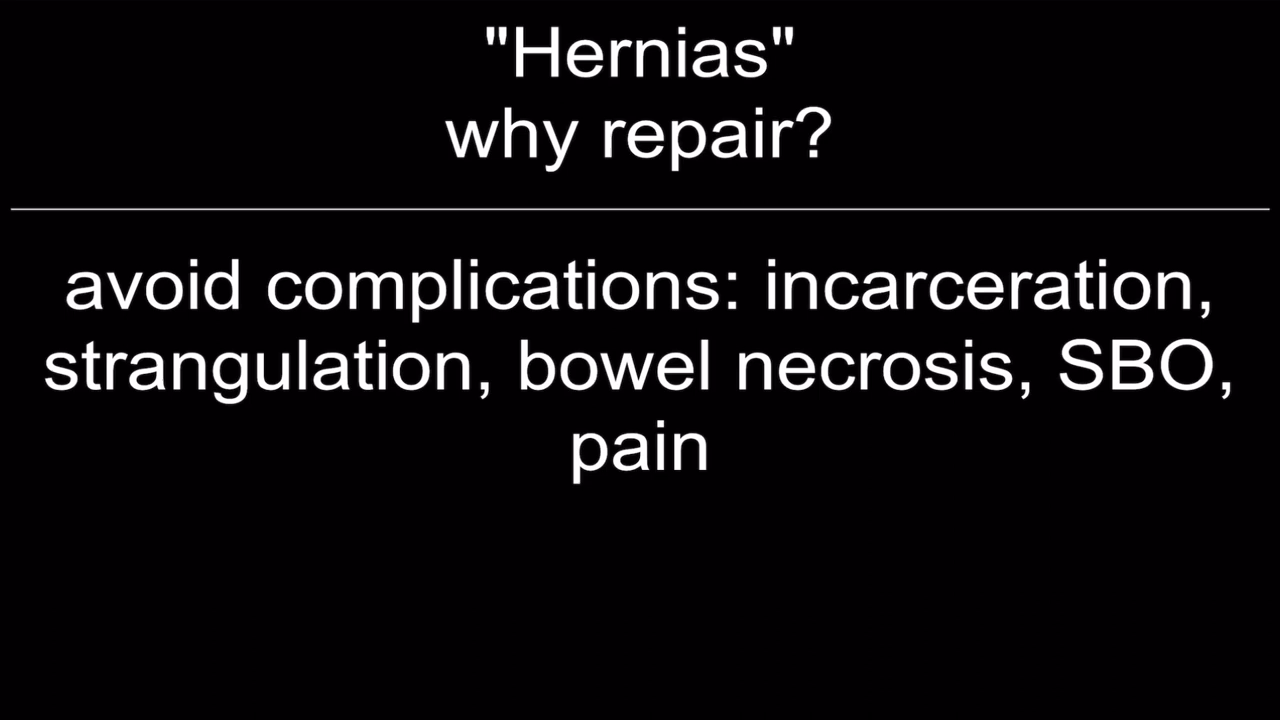 "Hernias"
why repair?
avoid complications: incarceration,
strangulation, bowel necrosis, SBO,
pain